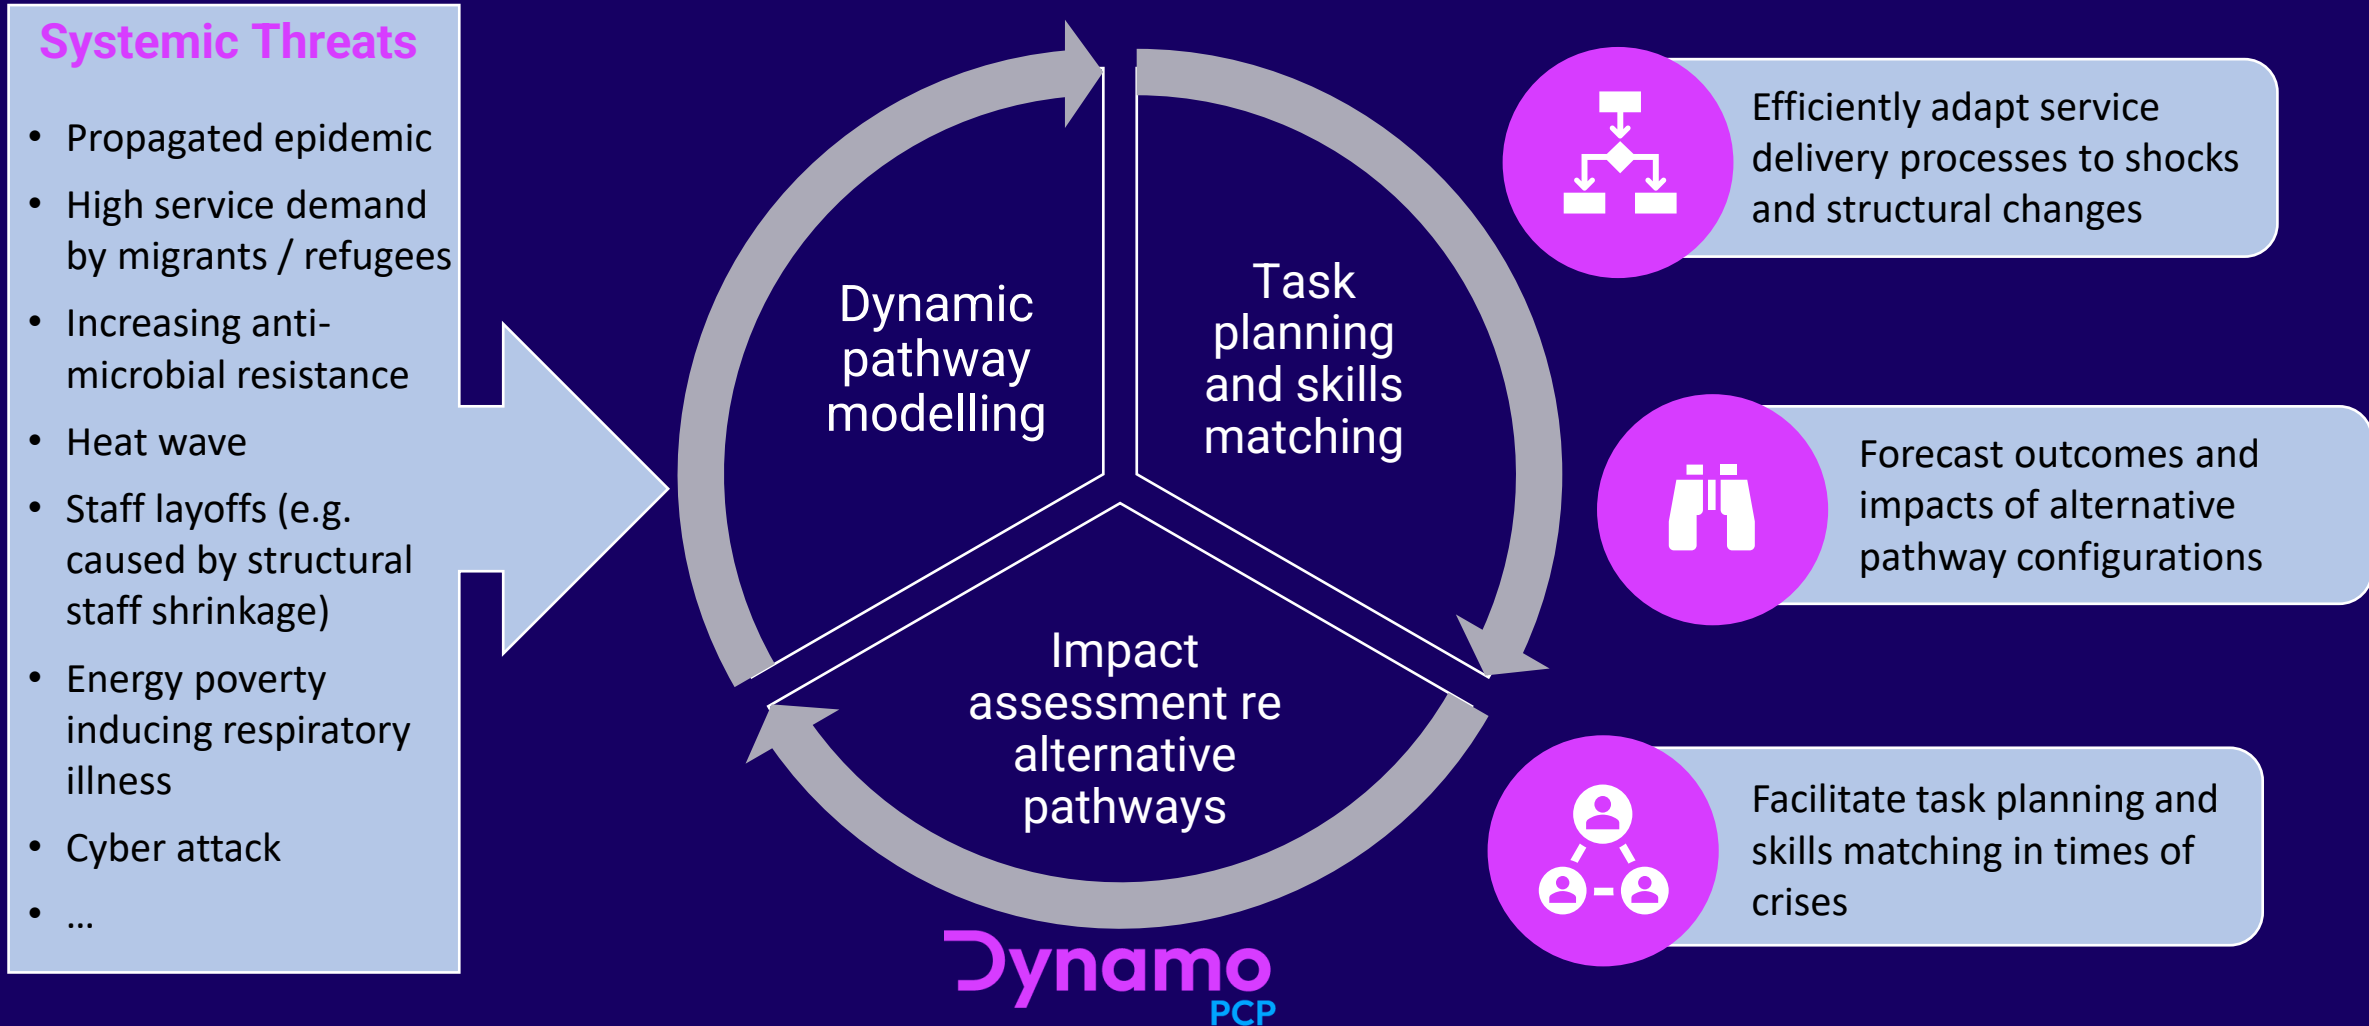 Systemic Threats
• Propagated epidemic
• High service demand
by migrants / refugees
• Increasing anti-
microbial resistance
• Heat wave
• Staff layoffs (e.g.
caused by structural
staff shrinkage)
• Energy poverty
inducing respiratory
illness
• Cyber attack
• ...
Dynamic
pathway
modelling
Task
planning
and skills
matching
Impact
assessment re
alternative
pathways
Efficiently adapt service
delivery processes to shocks
and structural changes
Forecast outcomes and
impacts of alternative
pathway configurations
Facilitate task planning and
skills matching in times of
crises
Dynamo
PCP